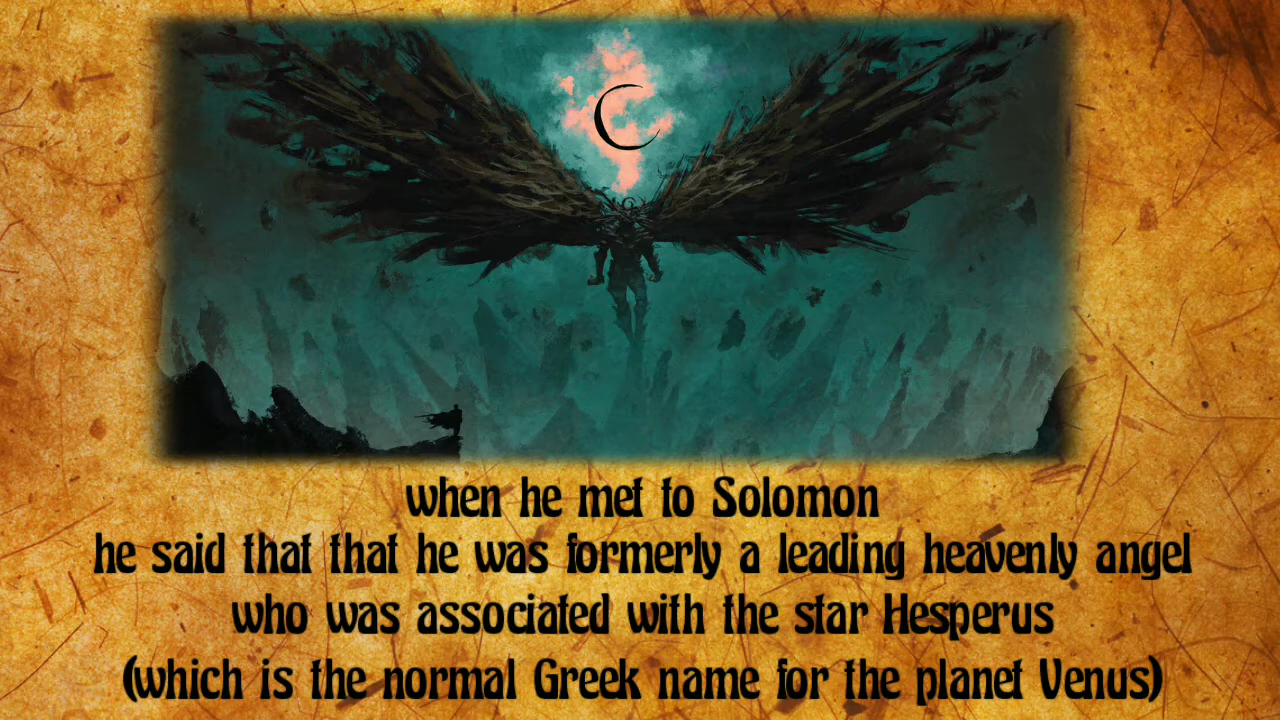 when he met to Solomon
he said that that he was formerly a leading heavenly angel
who was associated with the star Hesperus
(which is the normal Greek name for the planet Venus)